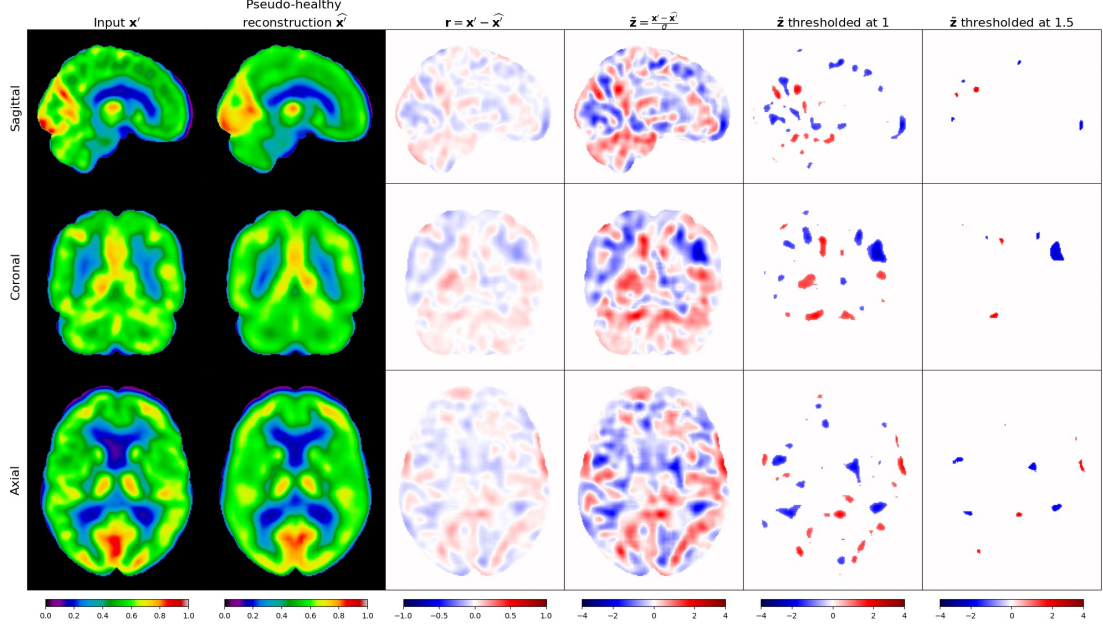 Input x′
Pseudo-healthy
reconstruction x̂′
r = x′ − x̂′
z̃ = (x′ − x̂′)/σ
z̃ thresholded at 1
z̃ thresholded at 1.5
Sagittal
Coronal
Axial
0.0 0.2 0.4 0.6 0.8 1.0
0.0 0.2 0.4 0.6 0.8 1.0
−1.0 −0.5 0.0 0.5 1.0
−4 −2 0 2 4
−4 −2 0 2 4
−4 −2 0 2 4